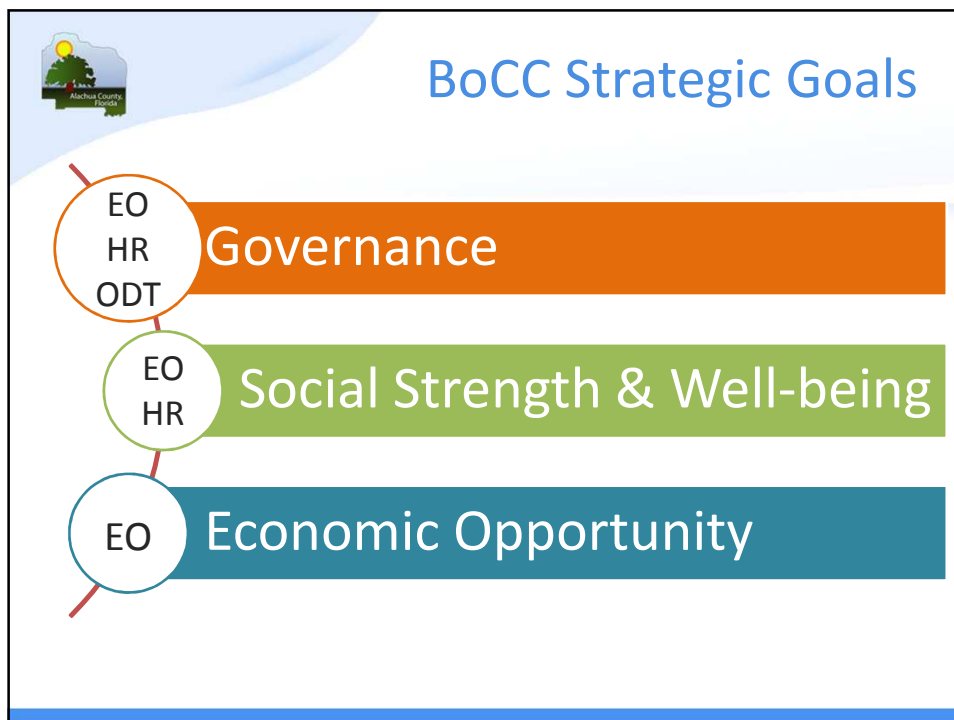 Alachua County,
Florida
BoCC Strategic Goals
EO
HR
ODT
Governance
EO
HR
Social Strength & Well-being
EO
Economic Opportunity